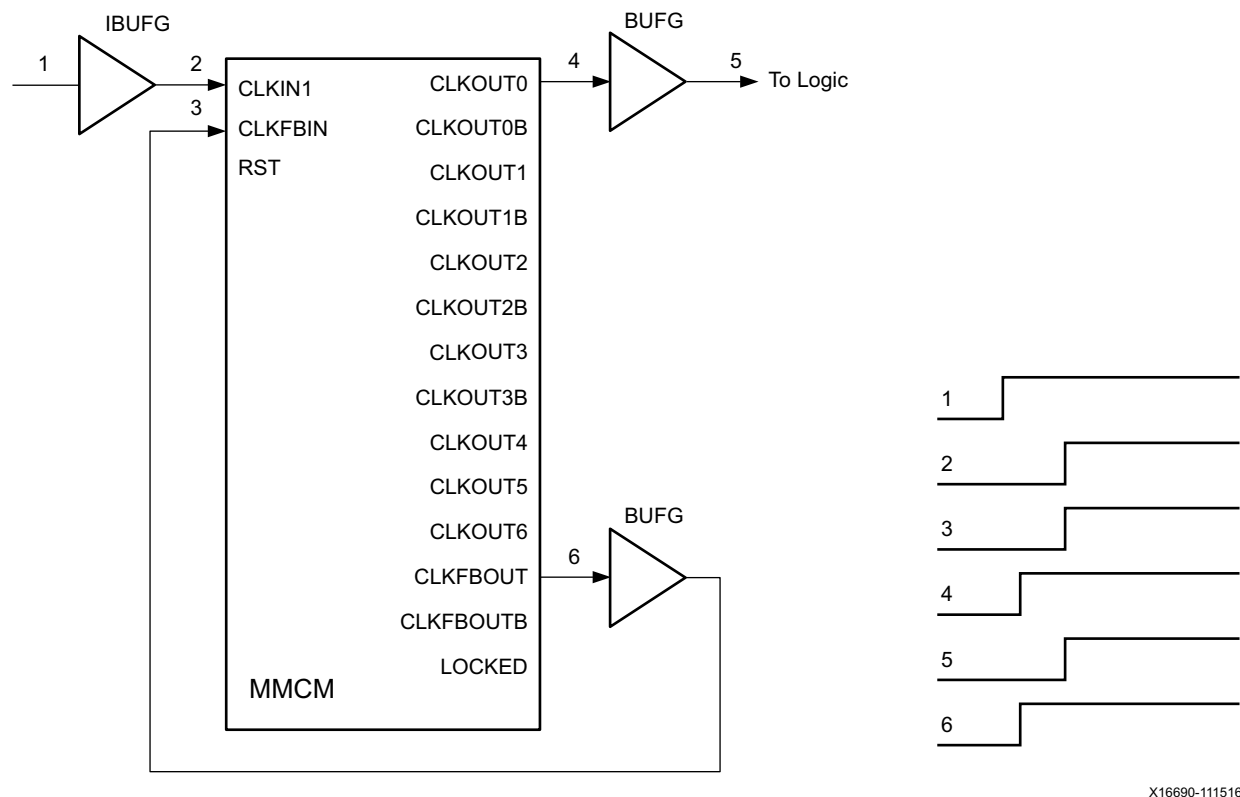 IBUFG
BUFG
1
2
4
5
To Logic
3
CLKIN1
CLKFBIN
RST
CLKOUT0
CLKOUT0B
CLKOUT1
CLKOUT1B
CLKOUT2
CLKOUT2B
CLKOUT3
CLKOUT3B
CLKOUT4
CLKOUT5
CLKOUT6
CLKFBOUT
CLKFBOUTB
LOCKED
MMCM
BUFG
6
1
2
3
4
5
6
X16690-111516